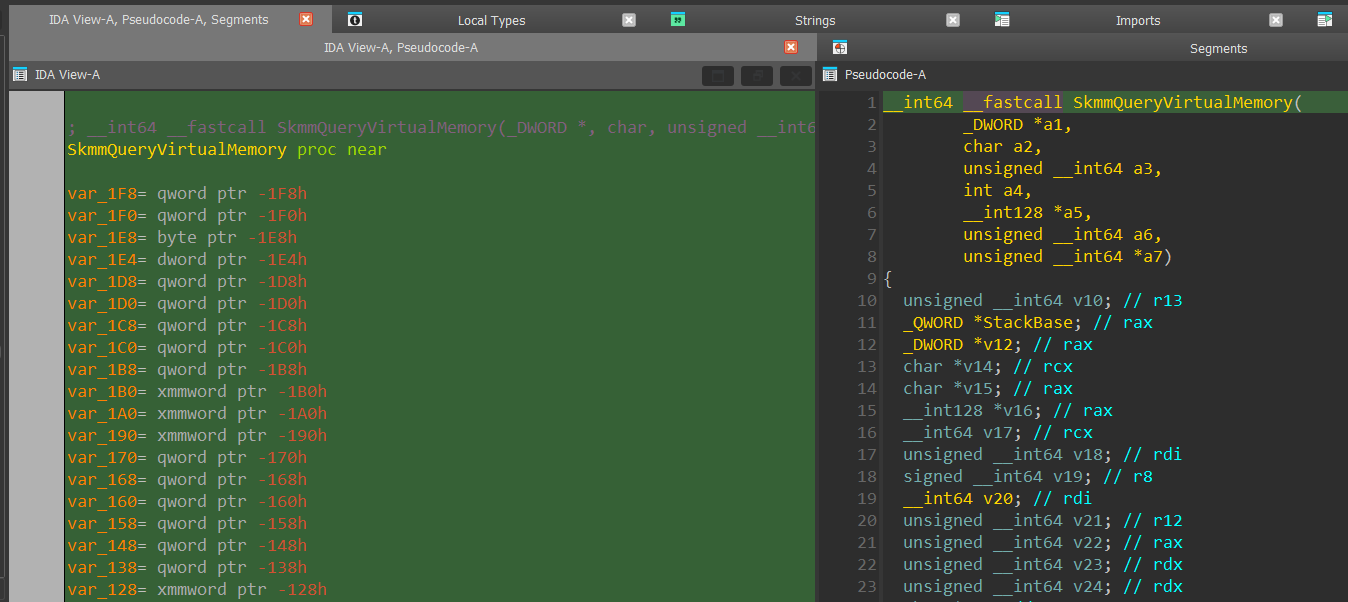 IDA View-A, Pseudocode-A, Segments
Local Types
Strings
Imports
IDA View-A, Pseudocode-A
Segments
IDA View-A
Pseudocode-A
; __int64 __fastcall SkmmQueryVirtualMemory(_DWORD *, char, unsigned __int6
SkmmQueryVirtualMemory proc near
var_1F8= qword ptr -1F8h
var_1F0= qword ptr -1F0h
var_1E8= byte ptr -1E8h
var_1E4= dword ptr -1E4h
var_1D8= qword ptr -1D8h
var_1D0= qword ptr -1D0h
var_1C8= qword ptr -1C8h
var_1C0= qword ptr -1C0h
var_1B8= qword ptr -1B8h
var_1B0= xmmword ptr -1B0h
var_1A0= xmmword ptr -1A0h
var_190= xmmword ptr -190h
var_170= qword ptr -170h
var_168= qword ptr -168h
var_160= qword ptr -160h
var_158= qword ptr -158h
var_148= qword ptr -148h
var_138= qword ptr -138h
var_128= xmmword ptr -128h
1 __int64 __fastcall SkmmQueryVirtualMemory(
2 _DWORD *a1,
3 char a2,
4 unsigned __int64 a3,
5 int a4,
6 __int128 *a5,
7 unsigned __int64 a6,
8 unsigned __int64 *a7)
9 {
10 unsigned __int64 v10; // r13
11 _QWORD *StackBase; // rax
12 _DWORD *v12; // rax
13 char *v14; // rcx
14 char *v15; // rax
15 __int128 *v16; // rax
16 __int64 v17; // rcx
17 unsigned __int64 v18; // rdi
18 signed __int64 v19; // r8
19 __int64 v20; // rdi
20 unsigned __int64 v21; // r12
21 unsigned __int64 v22; // rax
22 unsigned __int64 v23; // rdx
23 unsigned __int64 v24; // rdx